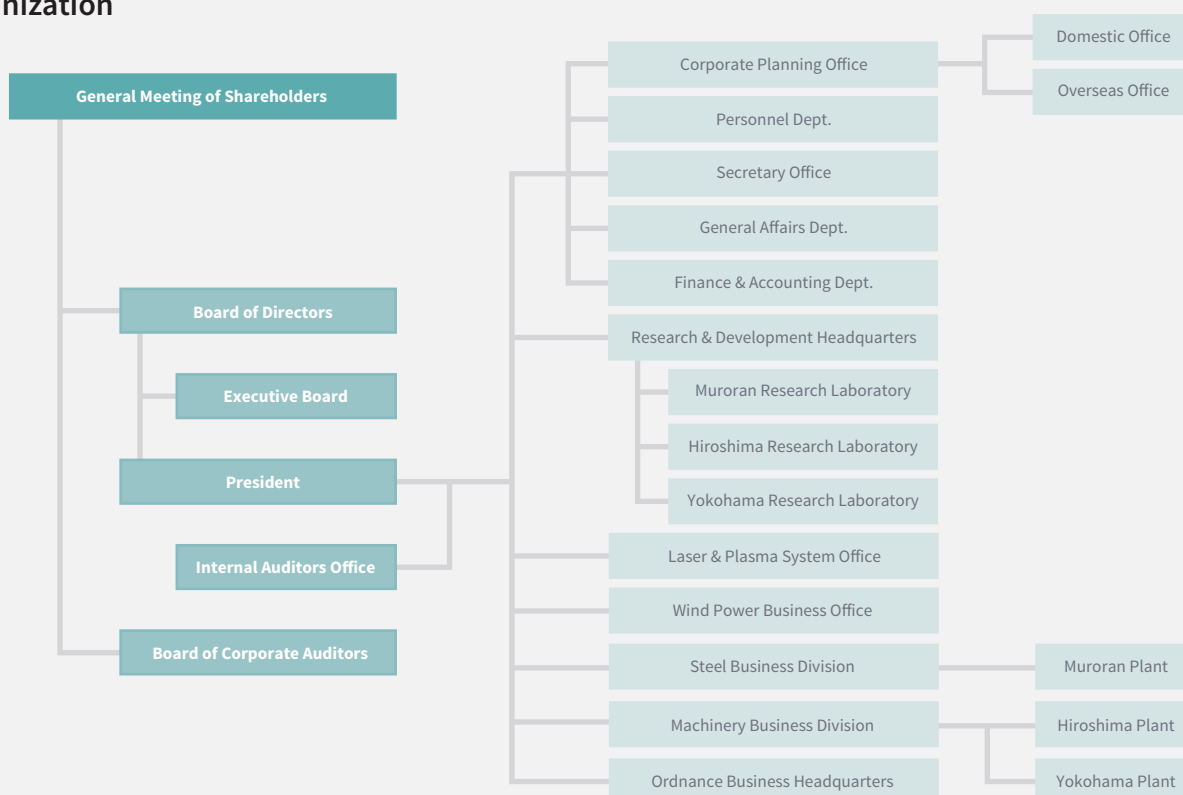 General Meeting of Shareholders
Board of Directors
Executive Board
President
Internal Auditors Office
Board of Corporate Auditors
Corporate Planning Office
Personnel Dept.
Secretary Office
General Affairs Dept.
Finance & Accounting Dept.
Research & Development Headquarters
Muroran Research Laboratory
Hiroshima Research Laboratory
Yokohama Research Laboratory
Laser & Plasma System Office
Wind Power Business Office
Steel Business Division
Machinery Business Division
Ordnance Business Headquarters
Domestic Office
Overseas Office
Muroran Plant
Hiroshima Plant
Yokohama Plant